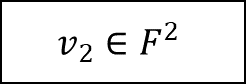 v₂ ∈ F²